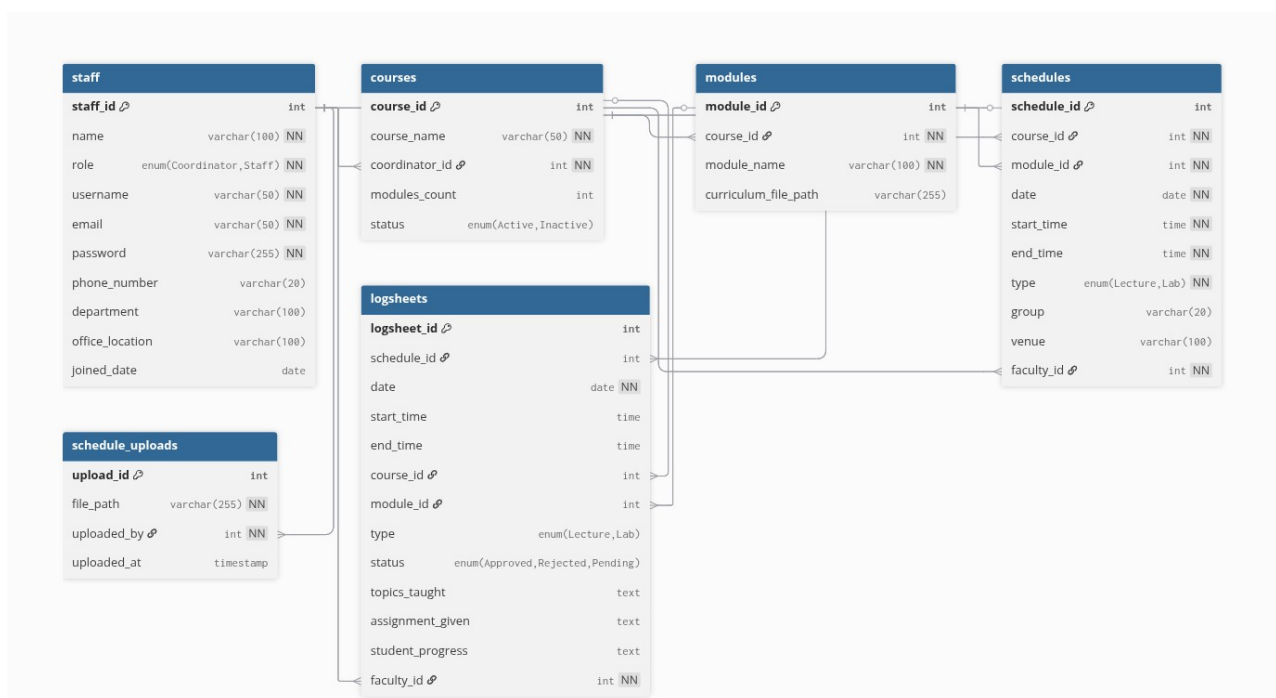 staff
staff_id int
name varchar(100) NN
role enum(Coordinator,Staff) NN
username varchar(50) NN
email varchar(50) NN
password varchar(255) NN
phone_number varchar(20)
department varchar(100)
office_location varchar(100)
joined_date date
courses
course_id int
course_name varchar(50) NN
coordinator_id int NN
modules_count int
status enum(Active,Inactive)
modules
module_id int
course_id int NN
module_name varchar(100) NN
curriculum_file_path varchar(255)
schedules
schedule_id int
course_id int NN
module_id int NN
date date NN
start_time time NN
end_time time NN
type enum(Lecture,Lab) NN
group varchar(20)
venue varchar(100)
faculty_id int NN
schedule_uploads
upload_id int
file_path varchar(255) NN
uploaded_by int NN
uploaded_at timestamp
logsheets
logsheet_id int
schedule_id int
date date NN
start_time time
end_time time
course_id int
module_id int
type enum(Lecture,Lab)
status enum(Approved,Rejected,Pending)
topics_taught text
assignment_given text
student_progress text
faculty_id int NN